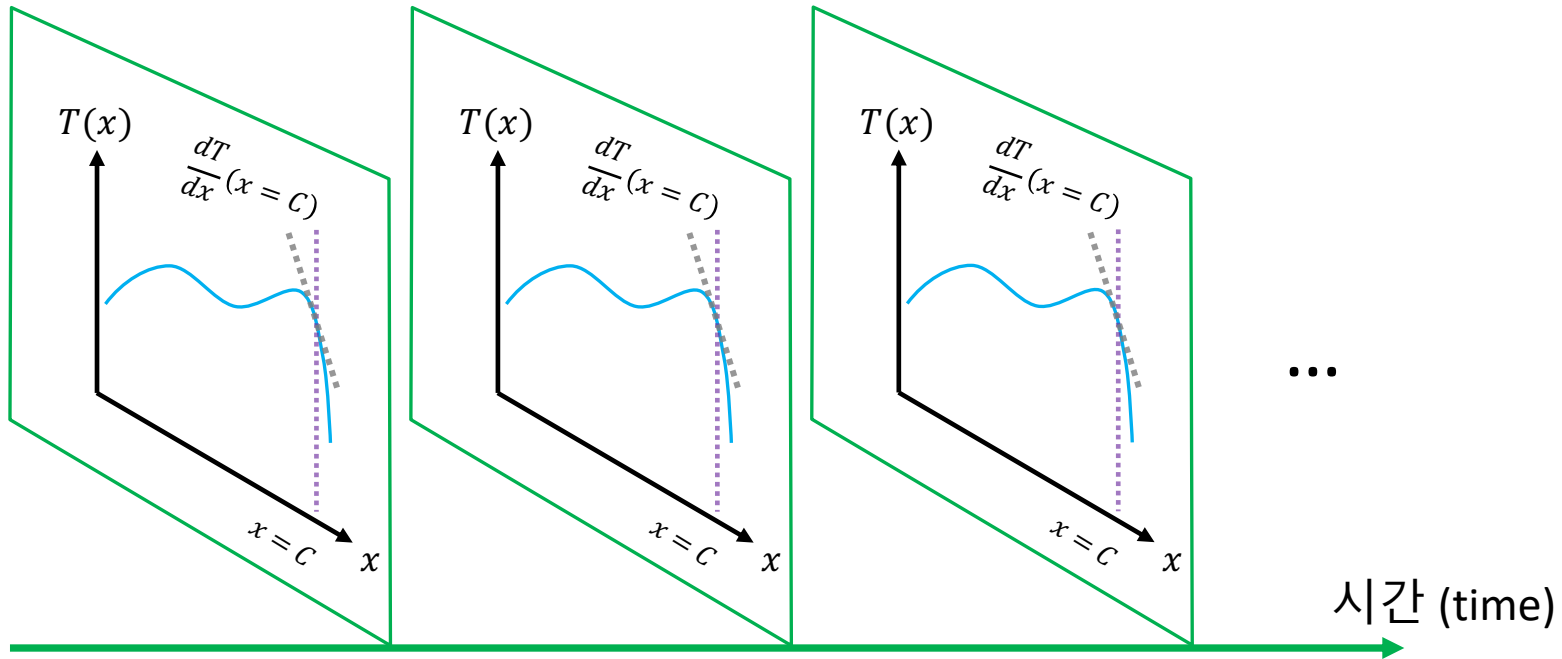 T(x)
dT/dx (x = C)
x = C
x
T(x)
dT/dx (x = C)
x = C
x
T(x)
dT/dx (x = C)
x = C
x
...
시간 (time)